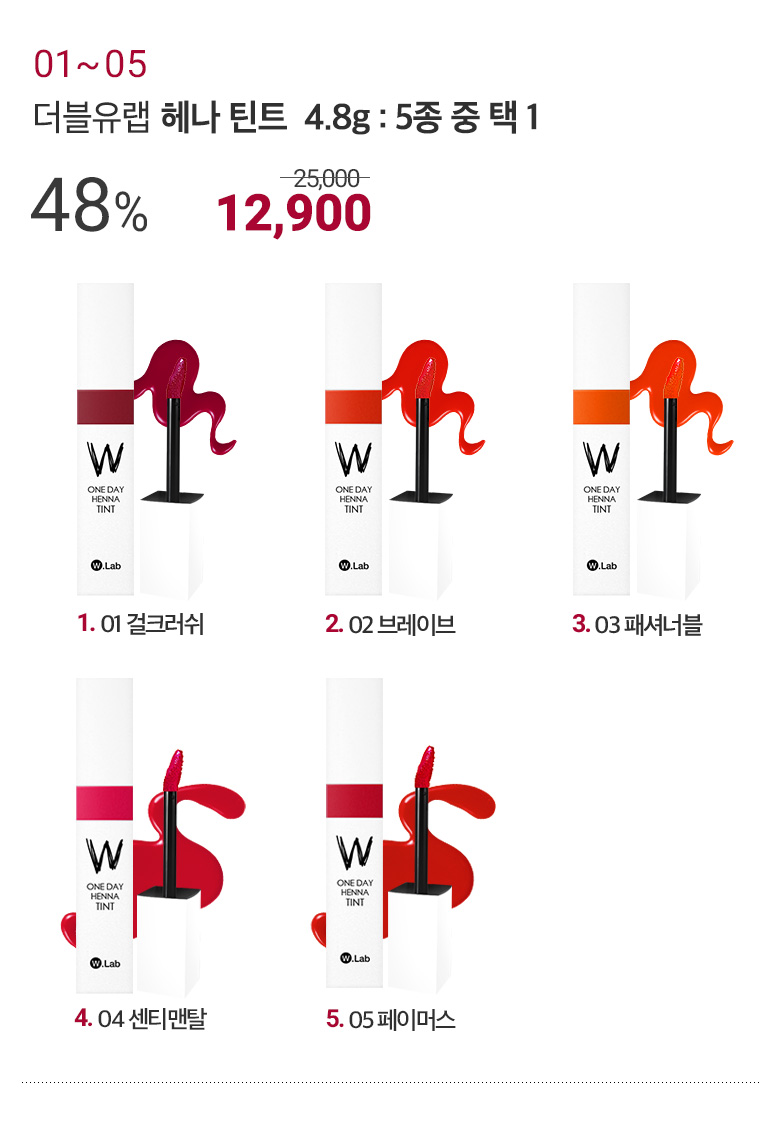 01~05
더블유랩 헤나 틴트 4.8g : 5종 중 택 1
25,000
48% 12,900
W
ONE DAY
HENNA
TINT
W.Lab
W
ONE DAY
HENNA
TINT
W.Lab
W
ONE DAY
HENNA
TINT
W.Lab
1. 01 걸크러쉬
2. 02 브레이브
3. 03 패셔너블
W
ONE DAY
HENNA
TINT
W.Lab
W
ONE DAY
HENNA
TINT
W.Lab
4. 04 센티맨탈
5. 05 페이머스